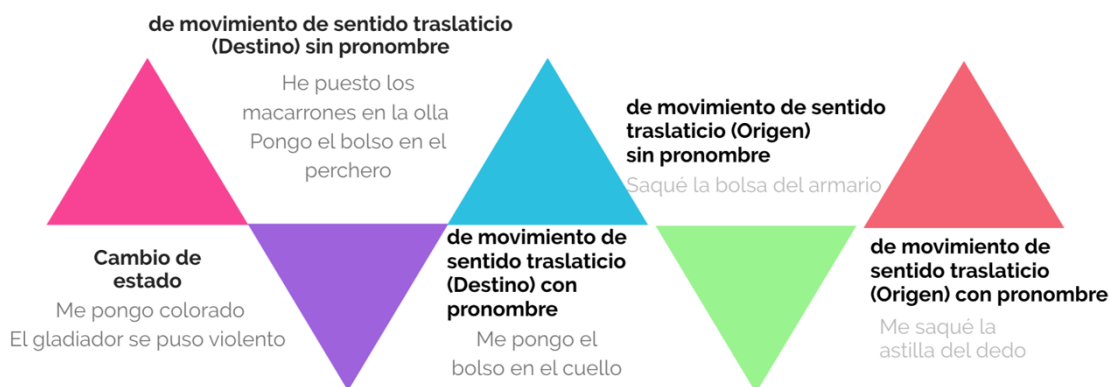 de movimiento de sentido traslaticio
(Destino) sin pronombre
He puesto los
macarrones en la olla
Pongo el bolso en el
perchero
de movimiento de sentido
traslaticio (Origen)
sin pronombre
Saqué la bolsa del armario
Cambio de
estado
Me pongo colorado
El gladiador se puso violento
de movimiento de
sentido traslaticio
(Destino) con
pronombre
Me pongo el
bolso en el cuello
de movimiento de
sentido traslaticio
(Origen) con pronombre
Me saqué la
astilla del dedo